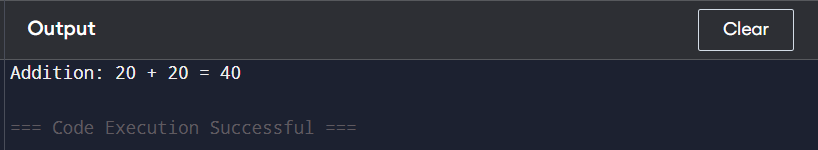 Output
Clear
Addition: 20 + 20 = 40
=== Code Execution Successful ===